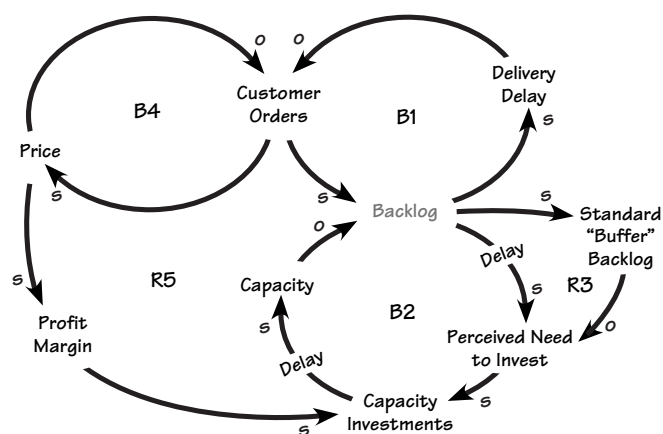 o
o
Delivery
Delay
Customer
Orders
B4
B1
s
Price
s
s
s
Backlog
Standard
"Buffer"
Backlog
o
Delay
R5
s
Capacity
s
R3
B2
o
Profit
Margin
s
Perceived Need
to Invest
Delay
s
Capacity
Investments
s